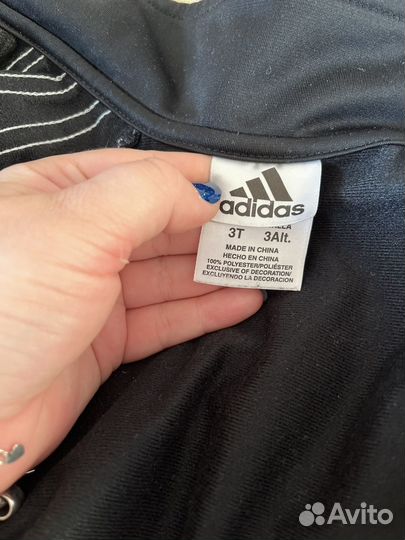 adidas
3T 3Alt.
MADE IN CHINA
HECHO EN CHINA
100% POLYESTER/POLIÉSTER
EXCLUSIVE OF DECORATION/
EXCLUYENDO LA DECORACION
Avito